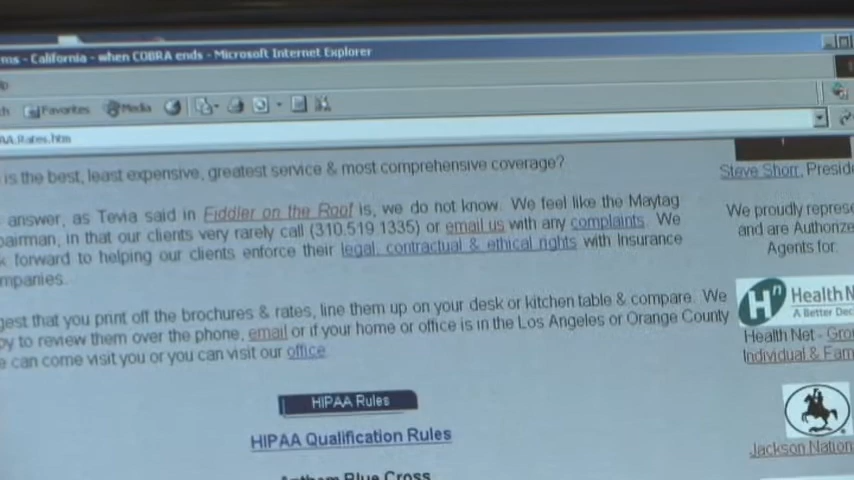 ms - California - when COBRA ends - Microsoft Internet Explorer
Favorites Media
AA.Rates.htm
is the best, least expensive, greatest service & most comprehensive coverage?
answer, as Tevia said in Fiddler on the Roof is, we do not know. We feel like the Maytag
pairman, in that our clients very rarely call (310.519.1335) or email us with any complaints. We
k forward to helping our clients enforce their legal, contractual & ethical rights with Insurance
mpanies.
gest that you print off the brochures & rates, line them up on your desk or kitchen table & compare. We
py to review them over the phone, email or if your home or office is in the Los Angeles or Orange County
e can come visit you or you can visit our office
HIPAA Rules
HIPAA Qualification Rules
Anthem Blue Cross
Steve Shorr, Preside
We proudly represe
and are Authorize
Agents for:
Hn Health N
A Better Dec
Health Net - Grou
Individual & Fam
Jackson Nation